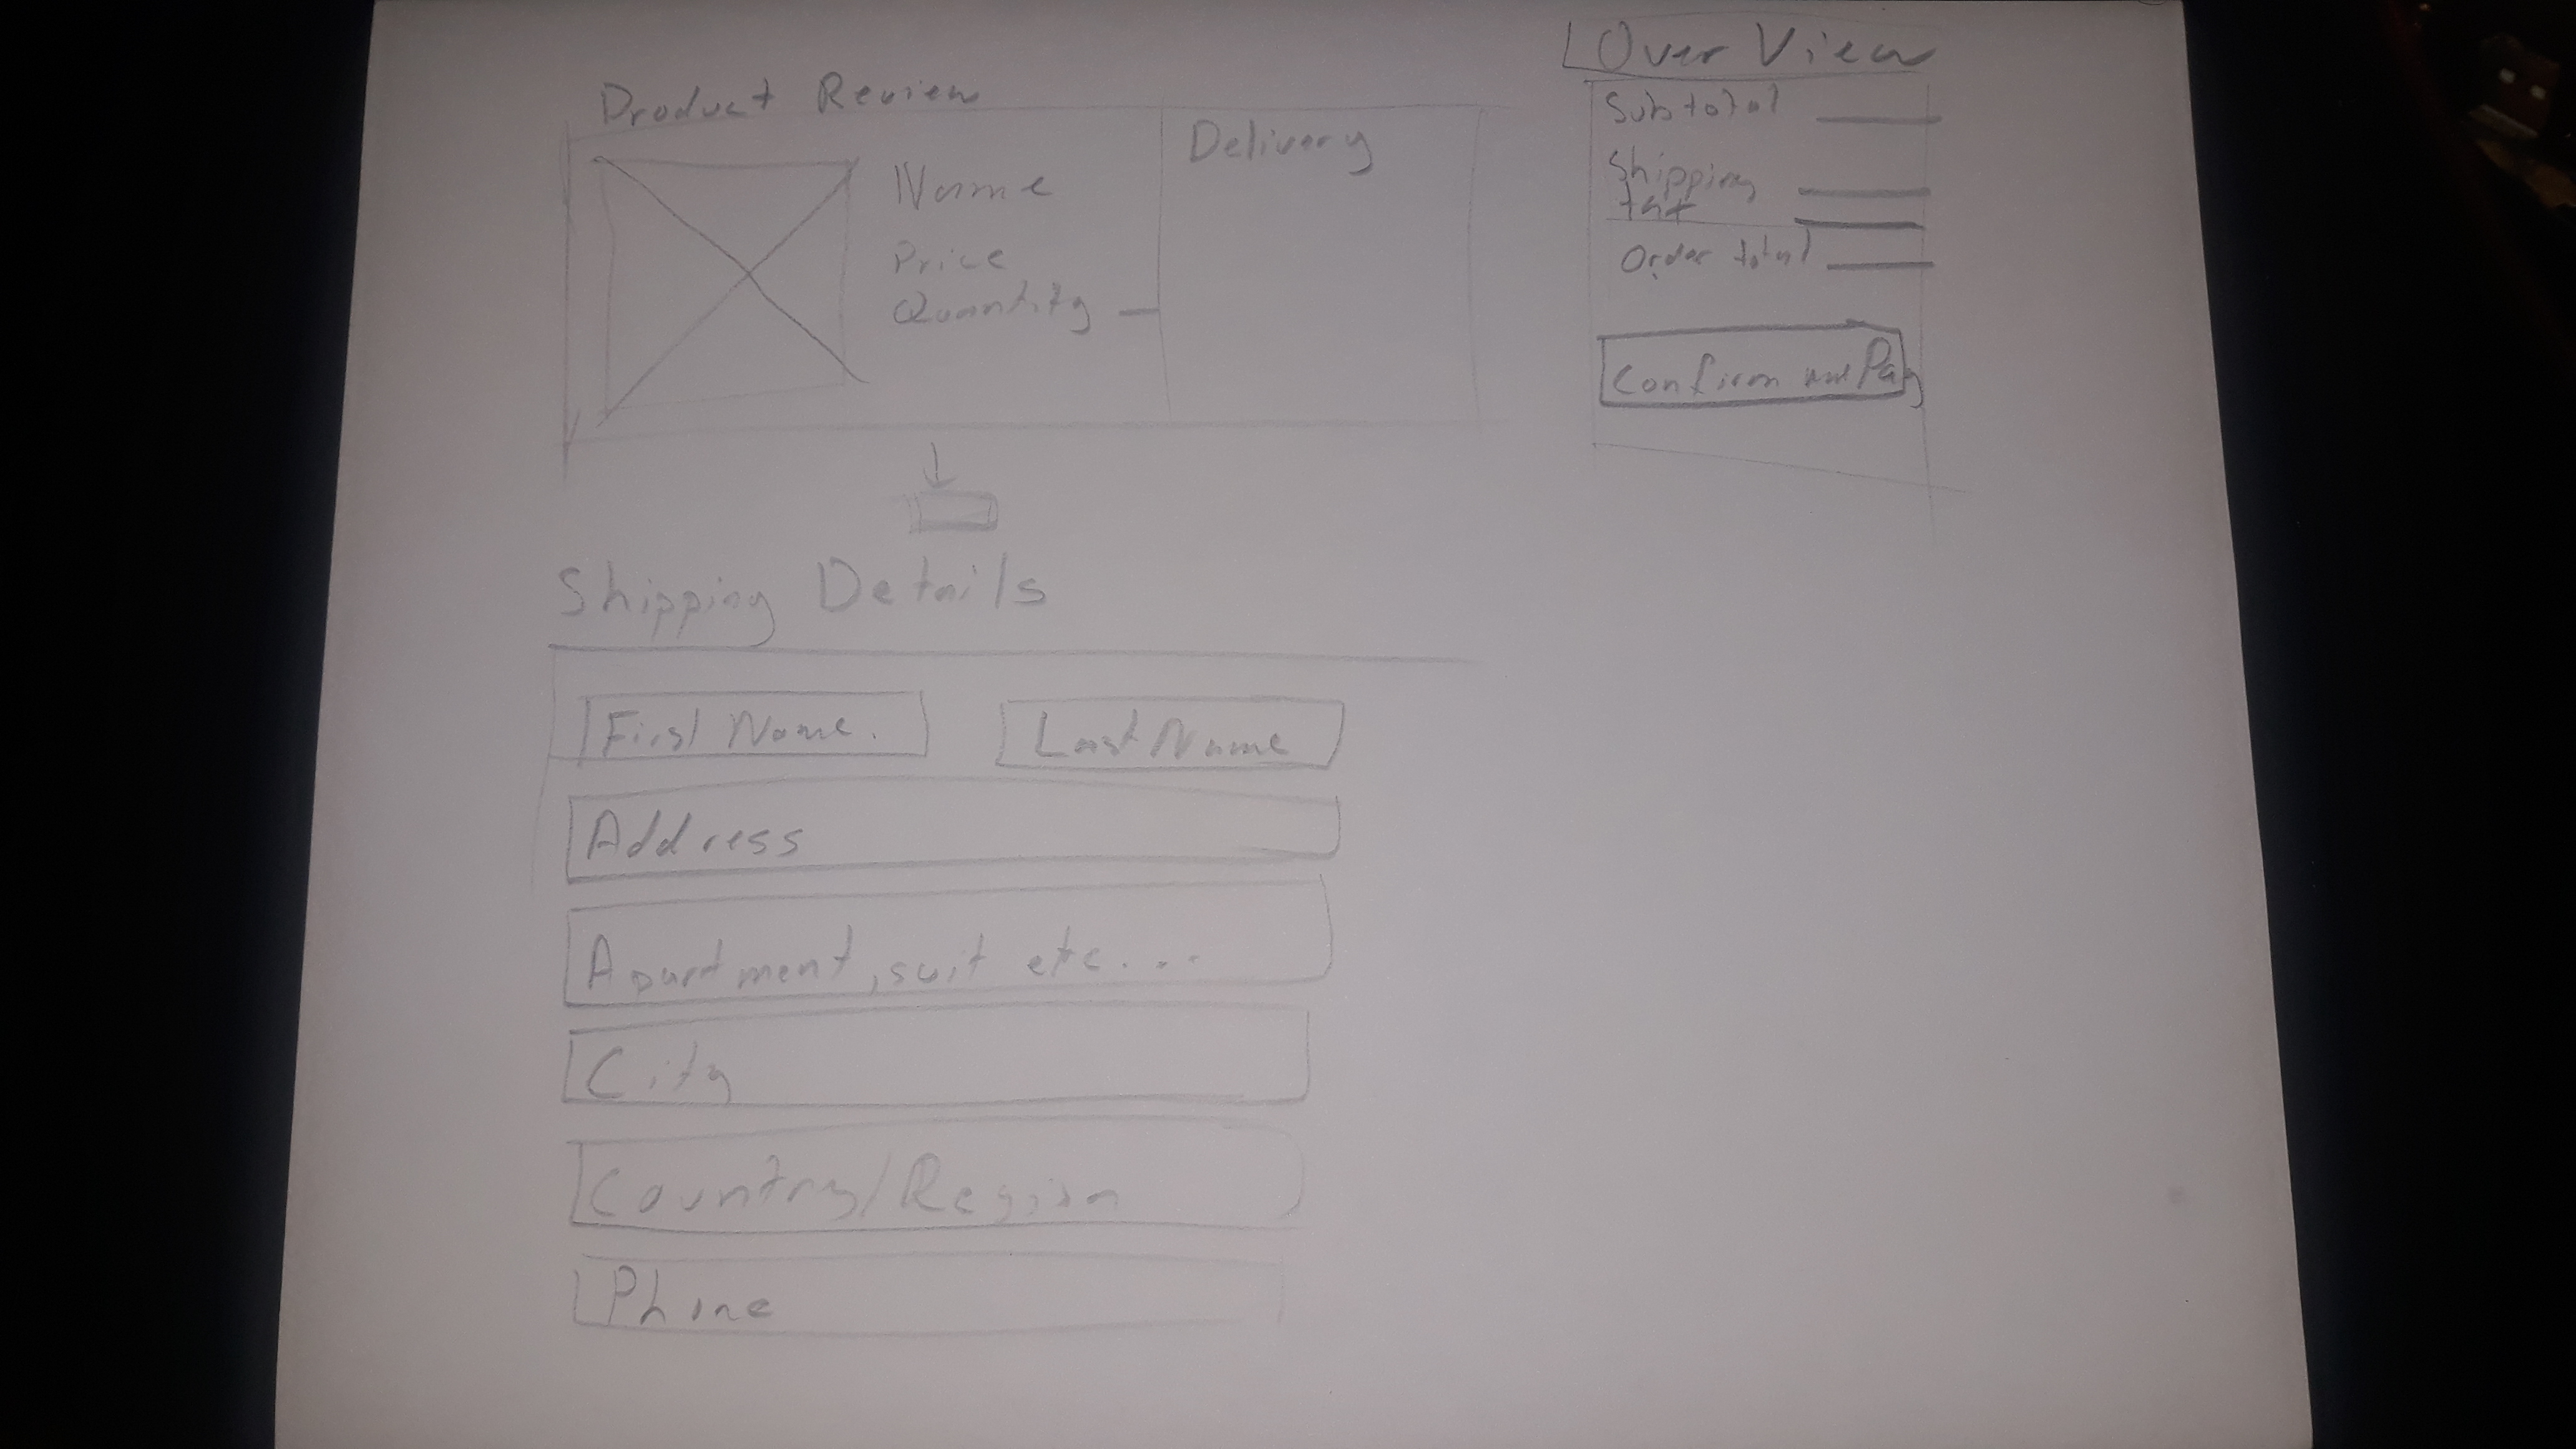 Product Review
Name
Price
Quantity
Delivery
Over View
Subtotal
Shipping
Order total
Confirm and Pay
Shipping Details
First Name.
Last Name
Address
Apartment, suit etc...
City
Country/Region
Phone